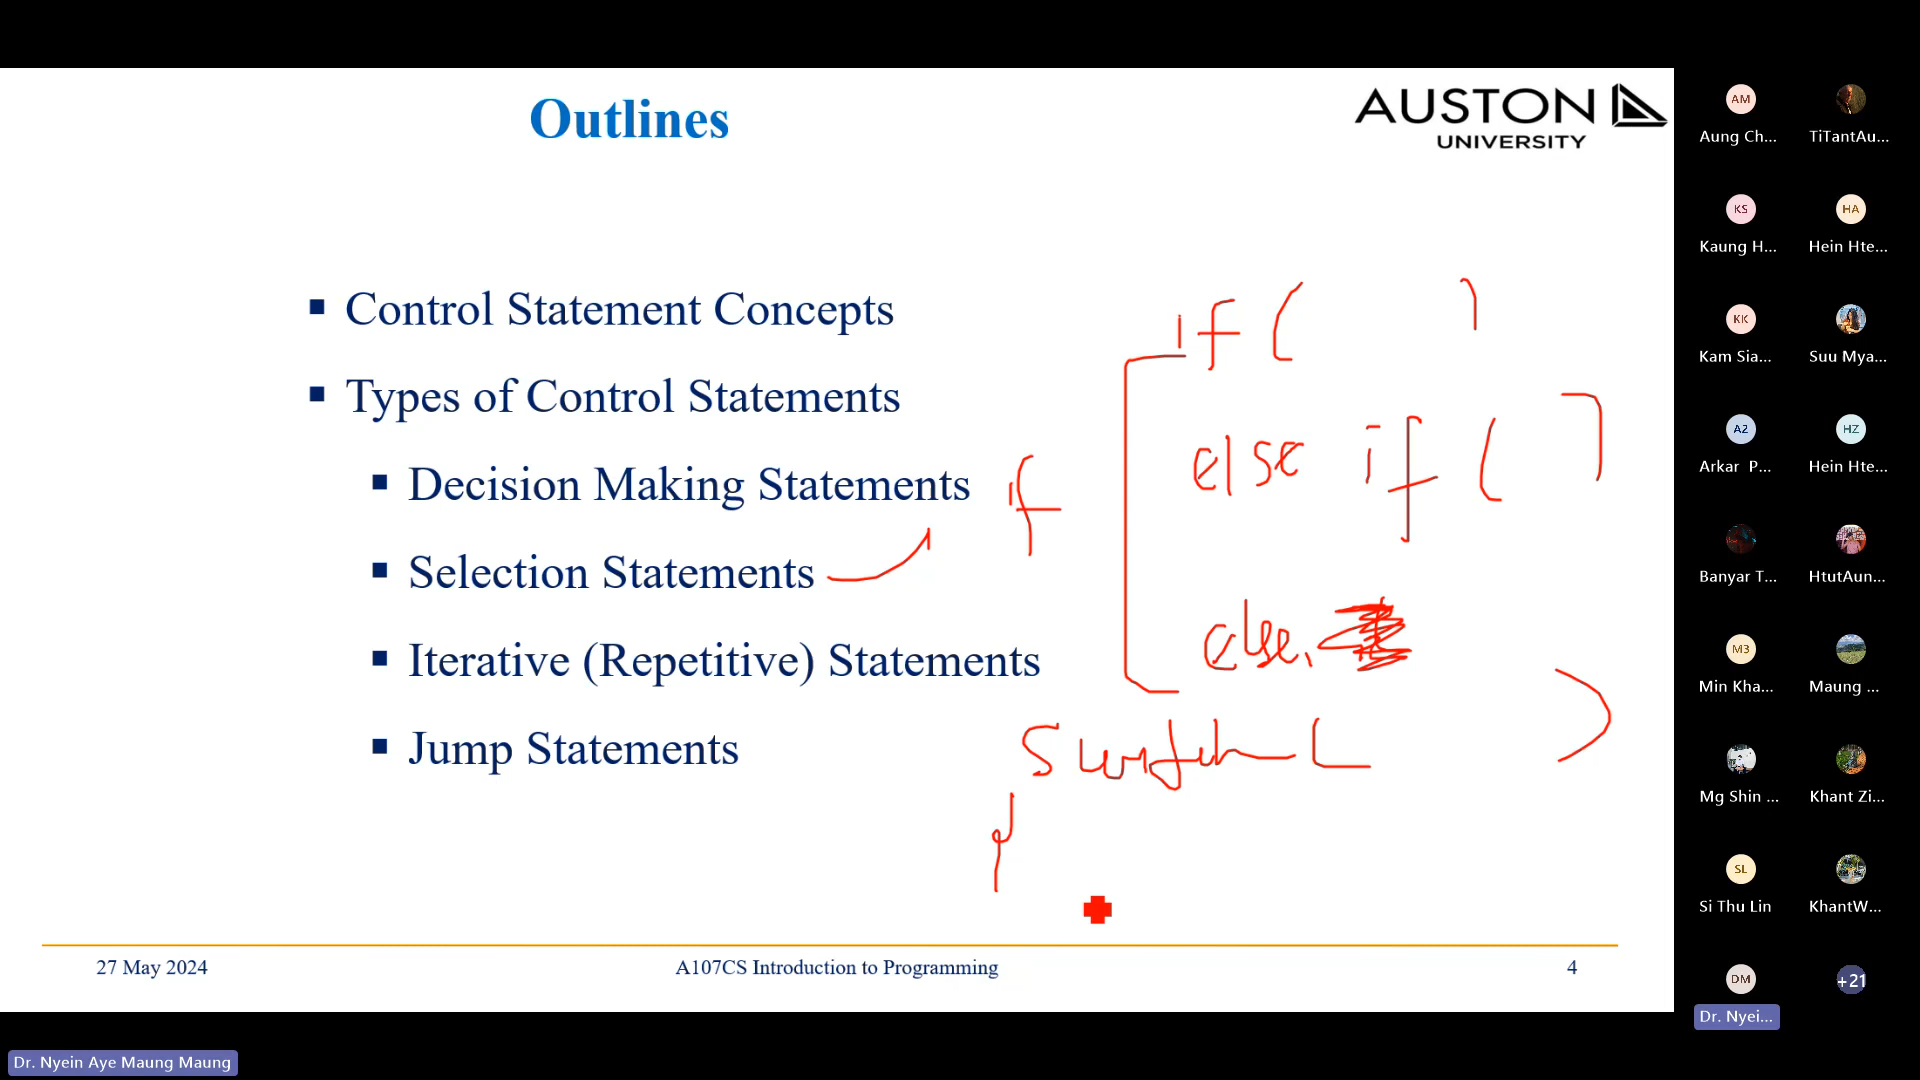 Outlines
AUSTON
UNIVERSITY
▪ Control Statement Concepts
▪ Types of Control Statements
▪ Decision Making Statements
▪ Selection Statements
▪ Iterative (Repetitive) Statements
▪ Jump Statements
if
if ( )
else if ( )
else
switch ( )
{
27 May 2024
A107CS Introduction to Programming
4
AM
Aung Ch...
TiTantAu...
KS
Kaung H...
HA
Hein Hte...
KK
Kam Sia...
Suu Mya...
A2
Arkar P...
HZ
Hein Hte...
Banyar T...
HtutAun...
M3
Min Kha...
Maung ...
Mg Shin ...
Khant Zi...
SL
Si Thu Lin
KhantW...
DM
Dr. Nyei...
+21
Dr. Nyein Aye Maung Maung